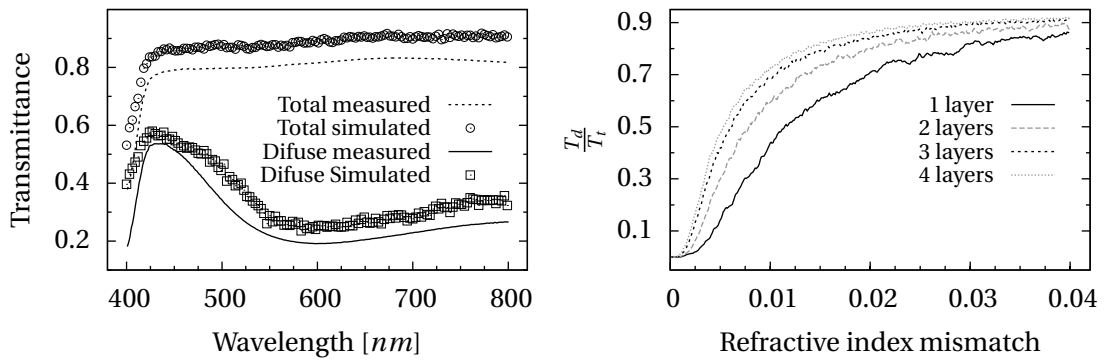 Transmittance
0.8
0.6
0.4
0.2
400 500 600 700 800
Wavelength [nm]
Total measured
Total simulated
Difuse measured
Difuse Simulated
T_d/T_t
0.9
0.7
0.5
0.3
0.1
0 0.01 0.02 0.03 0.04
Refractive index mismatch
1 layer
2 layers
3 layers
4 layers